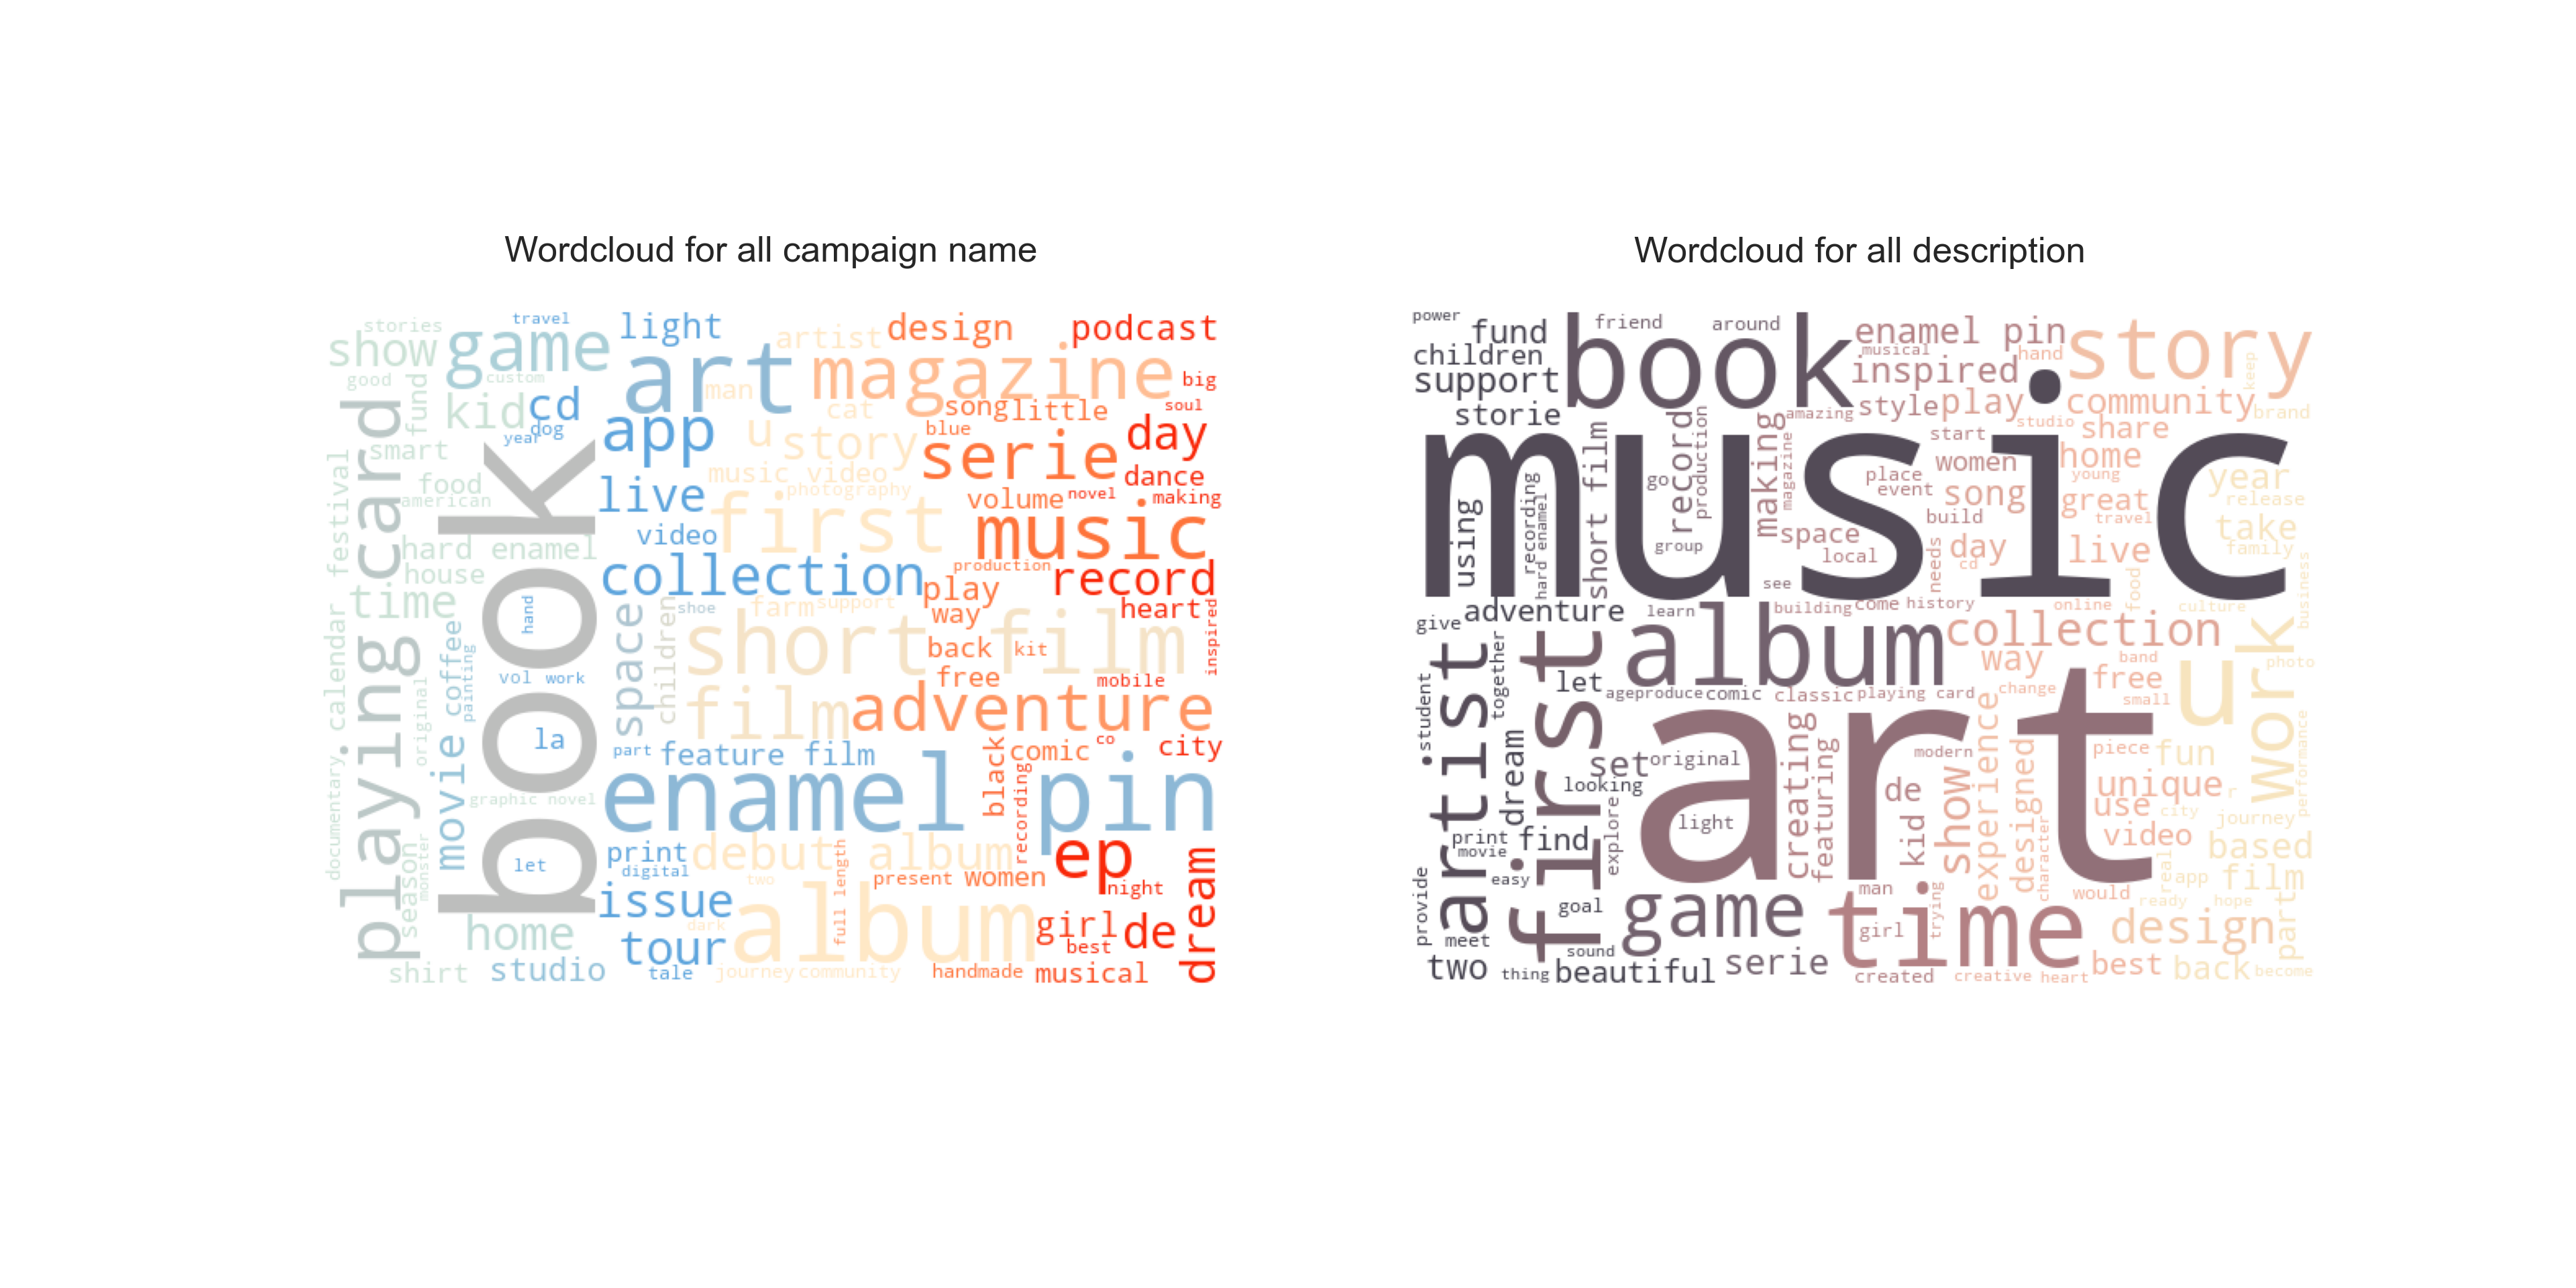 Wordcloud for all campaign name
stories
travel
light
artist
design
podcast
show
game
art
man
magazine
big
good
fund
custom
kid
cd
dog
year
app
u
cat
song
little
soul
playing card
smart
story
blue
serie
day
music video
dance
food
american
live
photography
volume
novel
making
festival
book
video
first
music
hard enamel
house
collection
production
play
record
time
hand
space
children
shoe
farm
support
way
heart
inspired
calendar
original
movie
coffee
painting
short film
back
kit
vol
work
free
mobile
la
film
adventure
documentary
part
feature film
black
comic
co
city
graphic novel
enamel pin
recording
season
monster
let
print
digital
debut album
ep
two
full length
present
women
night
dream
issue
dark
album
girl
best
de
home
tour
shirt
studio
tale
journey
community
handmade
musical
Wordcloud for all description
power
fund
friend
around
enamel pin
story
children
book
musical
hand
keep
support
inspired
storie
amazing
style
play
community
brand
short film
record
production
making
magazine
start
studio
share
music
women
home
using
recording
hard enamel
go
place
event
song
young
great
year
release
build
travel
take
group
space
local
needs
day
cd
live
family
see
food
business
give
adventure
learn
building
come
history
online
culture
artist
together
first
album
collection
way
band
work
photo
student
let
age
produce
comic
classic
playing card
change
free
small
u
dream
set
original
art
creating
featuring
modern
experience
designed
piece
fun
performance
looking
explore
de
show
unique
r
use
city
journey
light
print
movie
find
kid
character
video
based
easy
real
app
film
provide
goal
game
man
time
trying
would
ready
hope
part
meet
sound
girl
design
two
thing
beautiful
serie
created
creative
heart
best
back
become